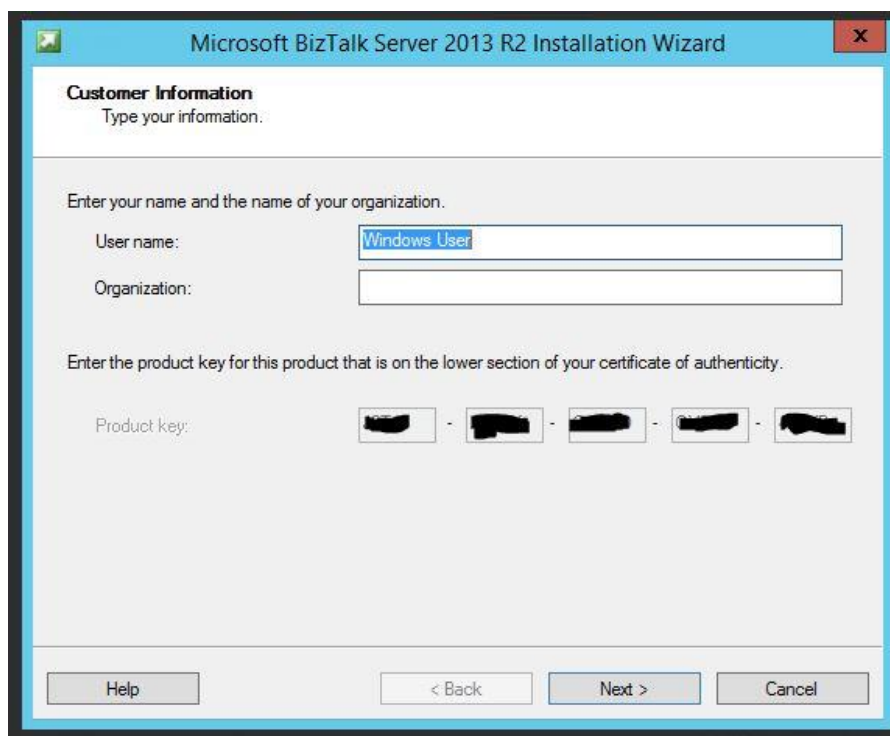 Microsoft BizTalk Server 2013 R2 Installation Wizard
x
Customer Information
Type your information.
Enter your name and the name of your organization.
User name: Windows User
Organization:
Enter the product key for this product that is on the lower section of your certificate of authenticity.
Product key: - - - -
Help < Back Next > Cancel